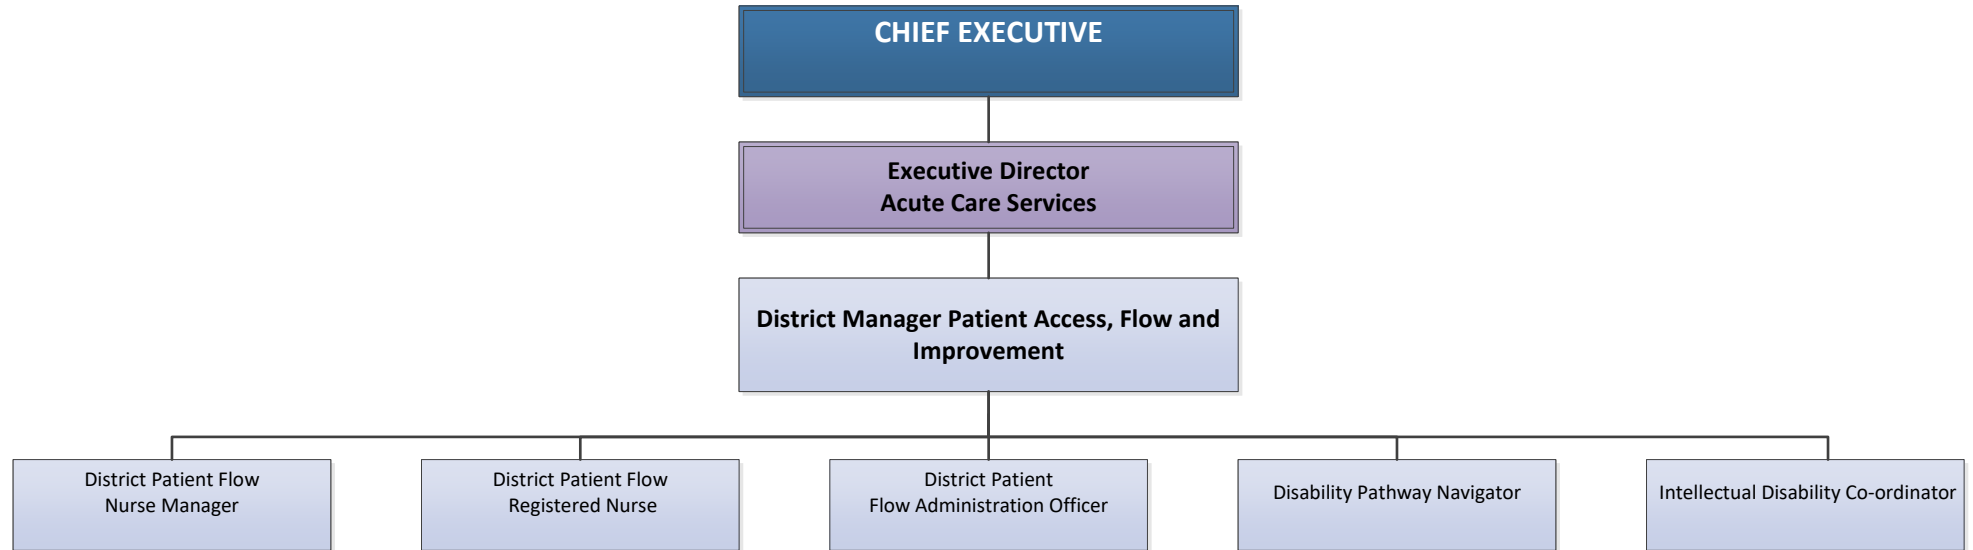 CHIEF EXECUTIVE
Executive Director
Acute Care Services
District Manager Patient Access, Flow and
Improvement
District Patient Flow
Nurse Manager
District Patient Flow
Registered Nurse
District Patient
Flow Administration Officer
Disability Pathway Navigator
Intellectual Disability Co-ordinator